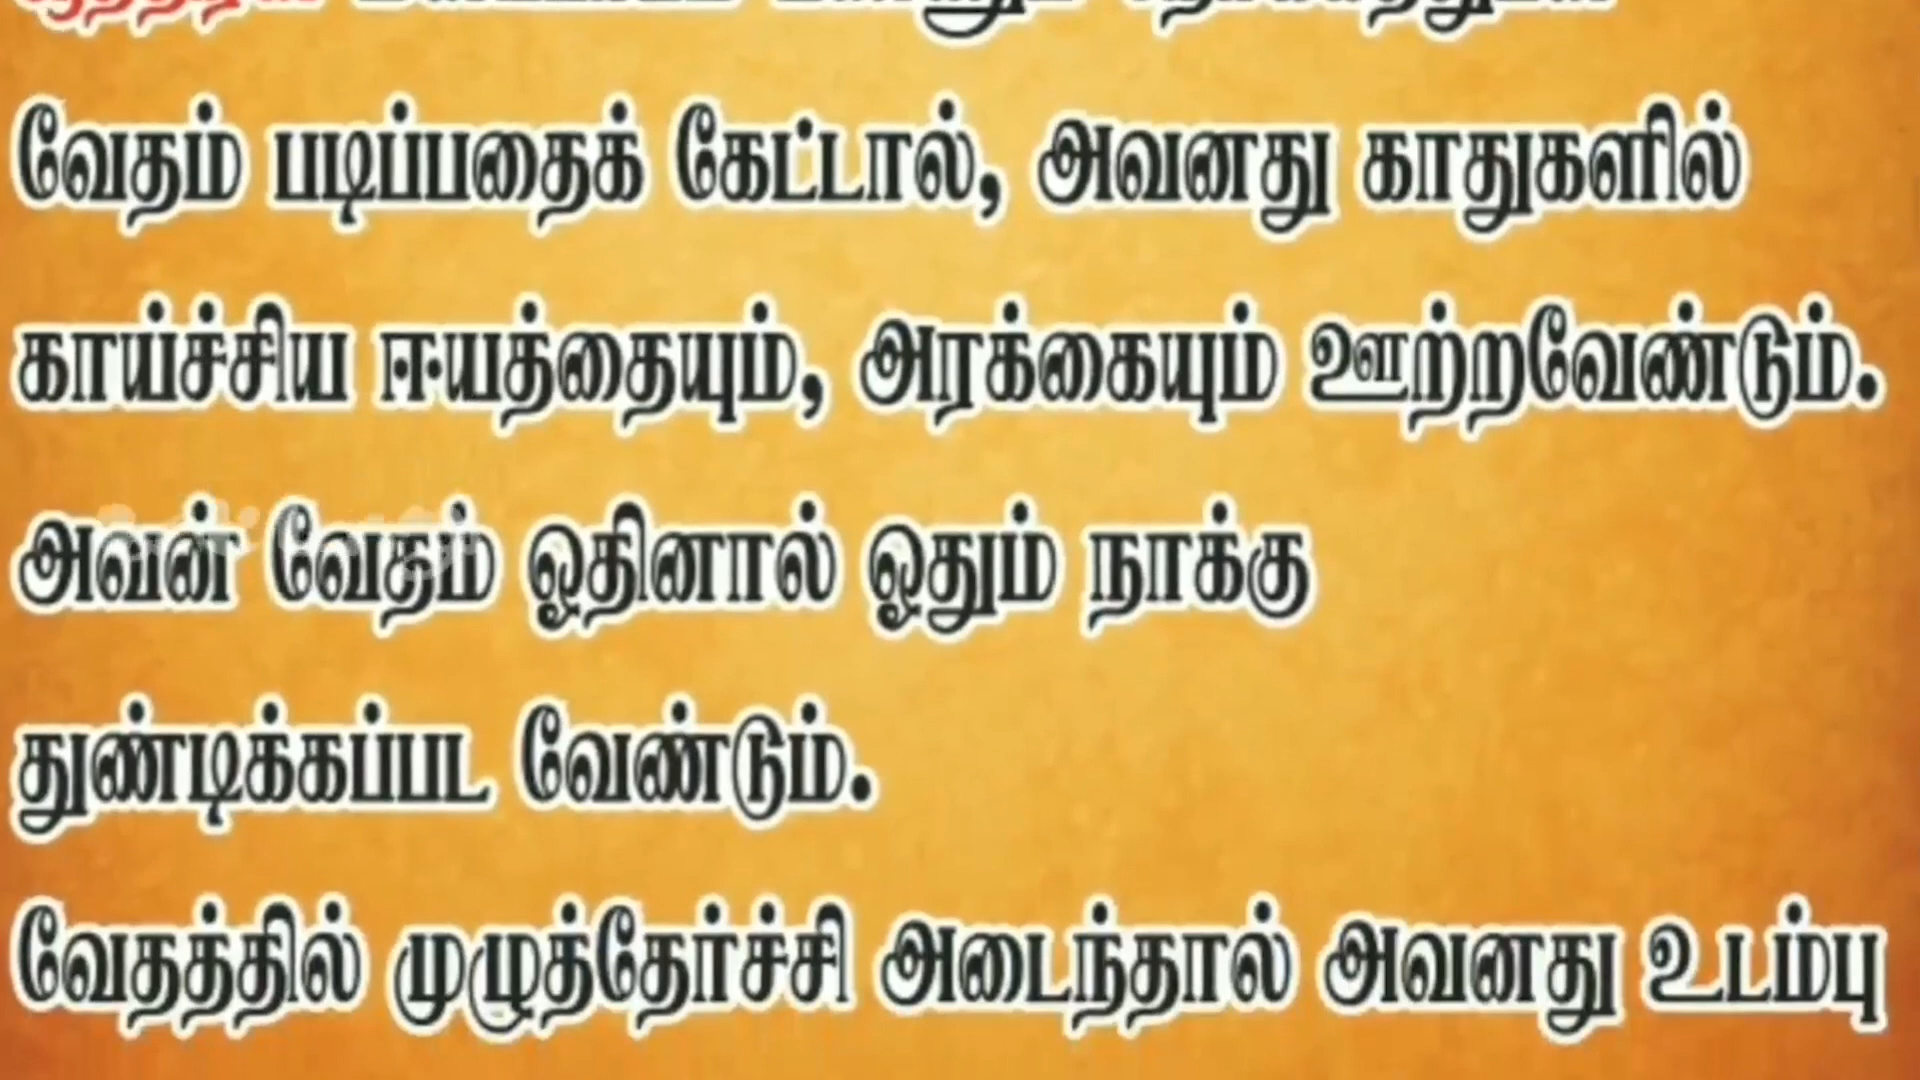 வேதம் படிப்பதைக் கேட்டால், அவனது காதுகளில்
காய்ச்சிய ஈயத்தையும், அரக்கையும் ஊற்றவேண்டும்.
அவன் வேதம் ஓதினால் ஓதும் நாக்கு
துண்டிக்கப்பட வேண்டும்.
வேதத்தில் முழுத்தேர்ச்சி அடைந்தால் அவனது உடம்பு